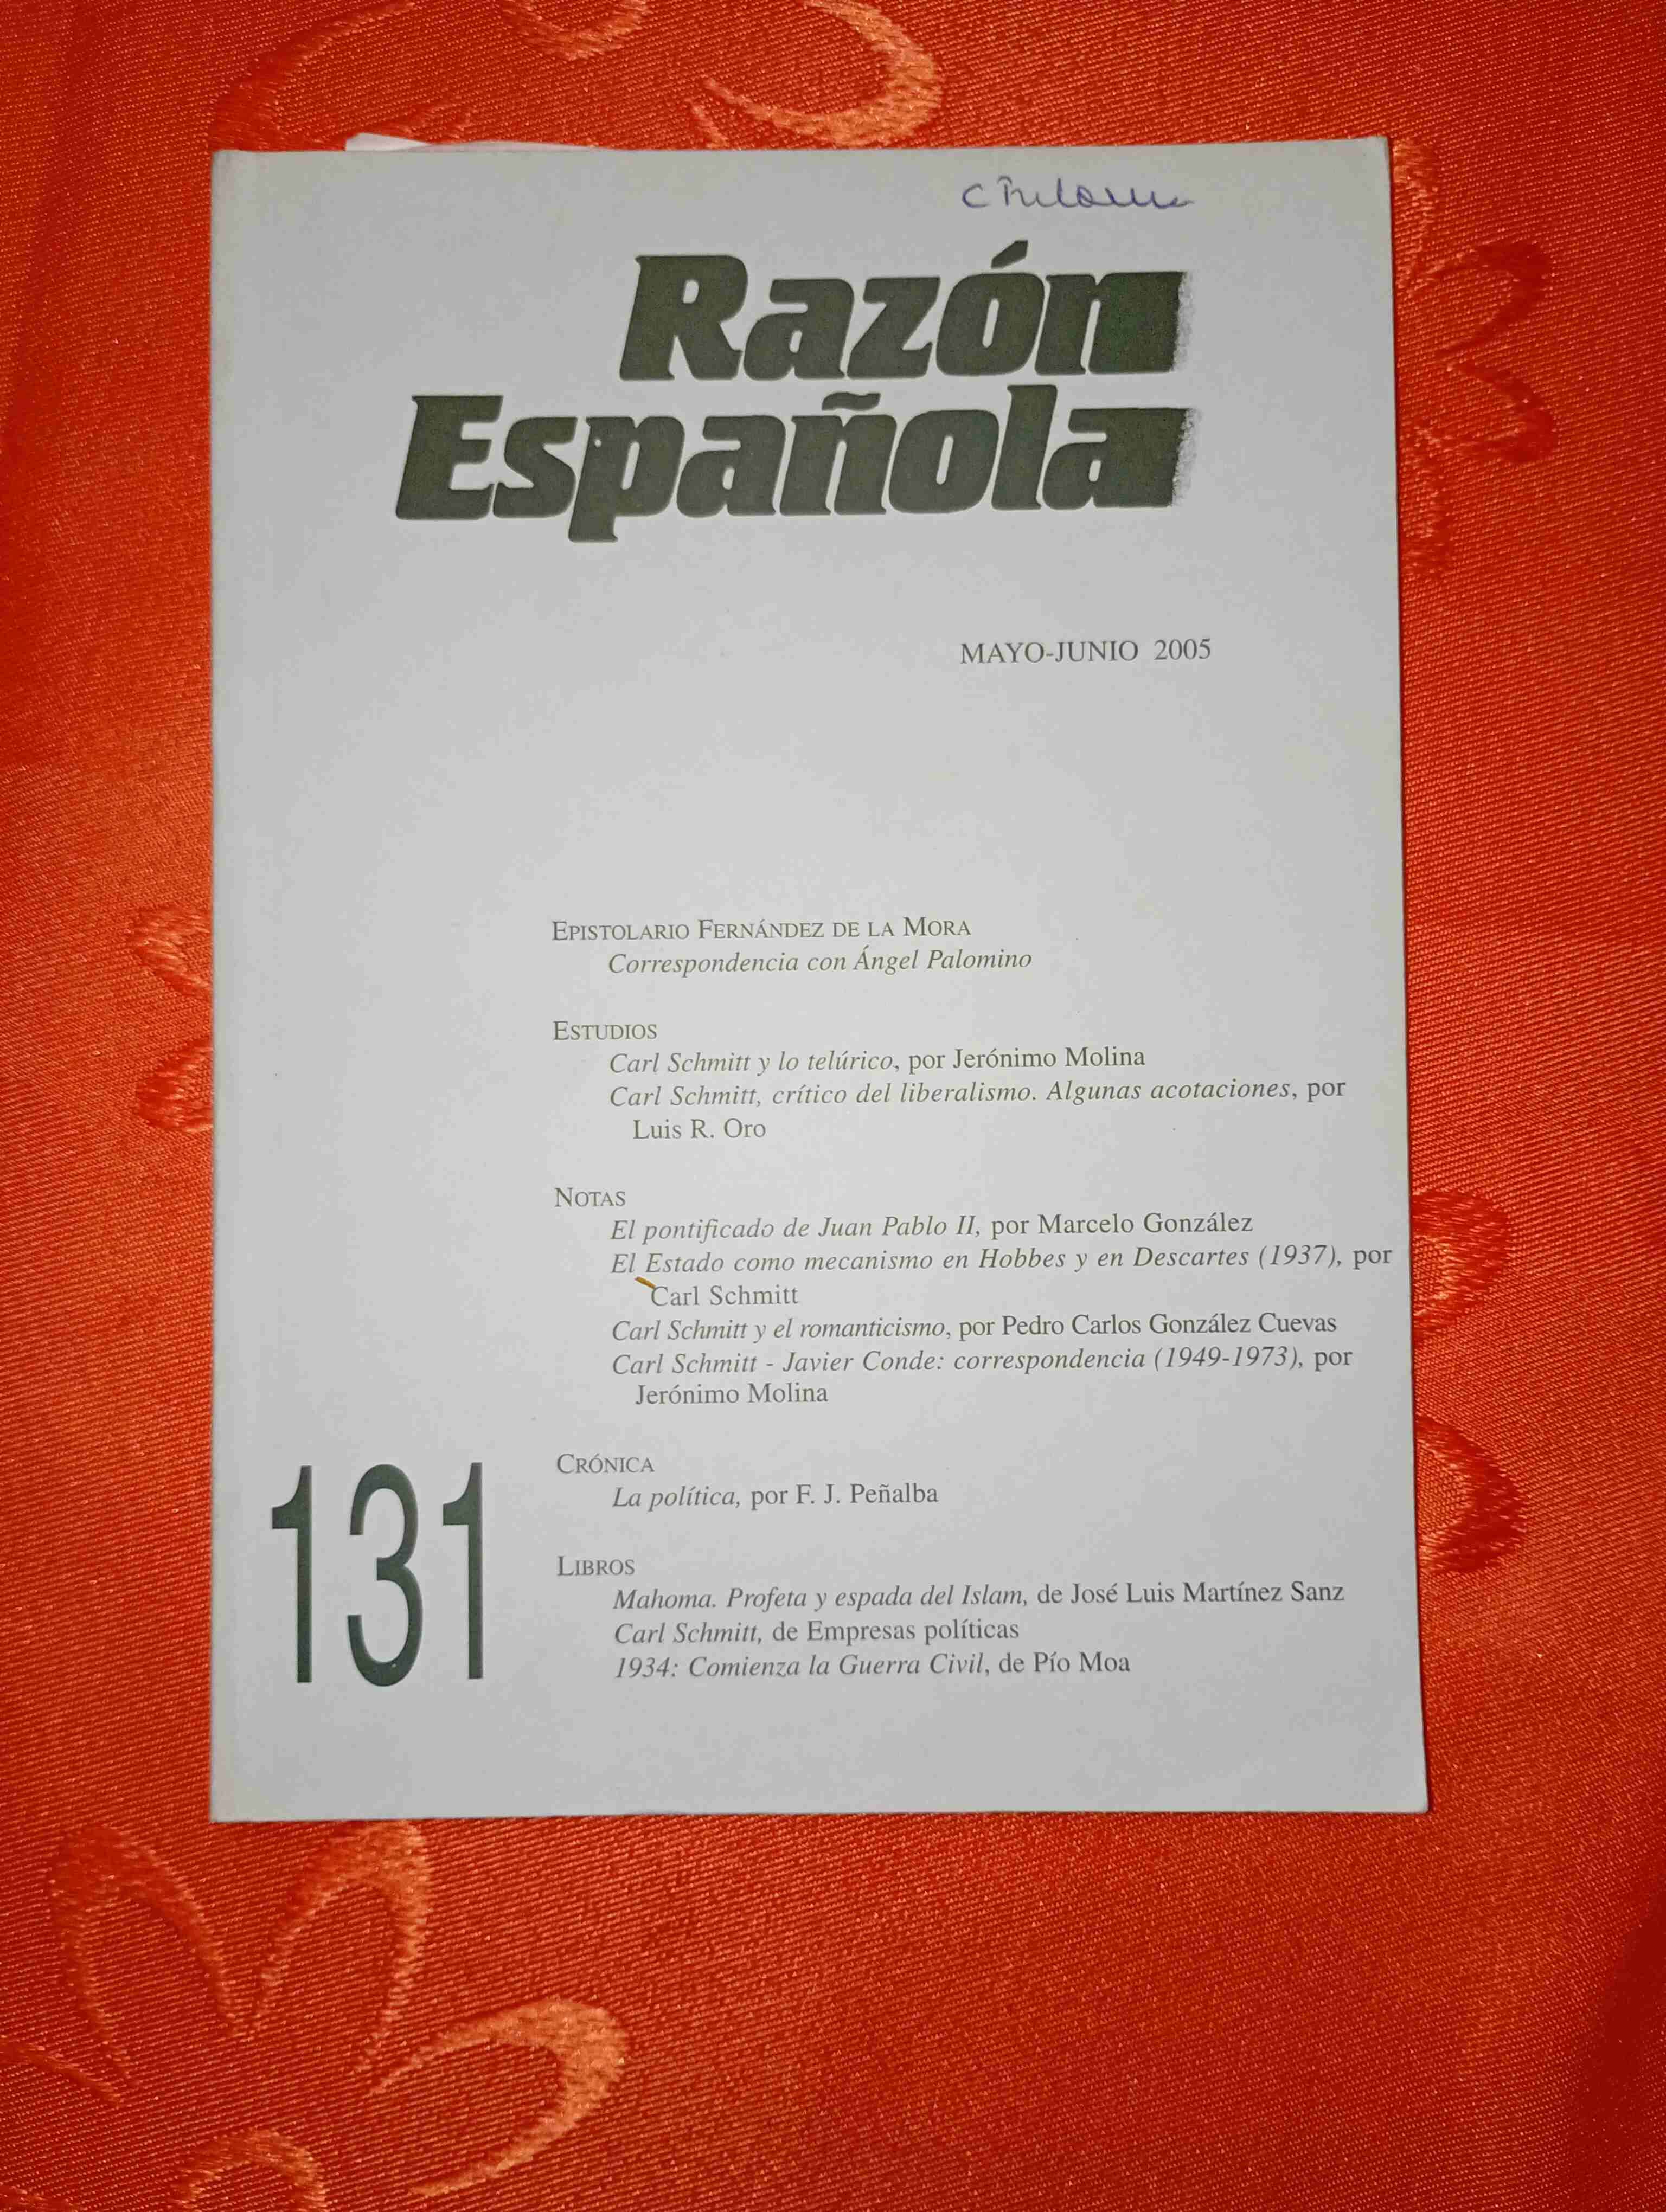 Razón
Española
MAYO-JUNIO 2005
EPISTOLARIO FERNÁNDEZ DE LA MORA
Correspondencia con Ángel Palomino
ESTUDIOS
Carl Schmitt y lo telúrico, por Jerónimo Molina
Carl Schmitt, crítico del liberalismo. Algunas acotaciones, por
Luis R. Oro
NOTAS
El pontificado de Juan Pablo II, por Marcelo González
El Estado como mecanismo en Hobbes y en Descartes (1937), por
Carl Schmitt
Carl Schmitt y el romanticismo, por Pedro Carlos González Cuevas
Carl Schmitt - Javier Conde: correspondencia (1949-1973), por
Jerónimo Molina
CRÓNICA
La política, por F. J. Peñalba
LIBROS
Mahoma. Profeta y espada del Islam, de José Luis Martínez Sanz
Carl Schmitt, de Empresas políticas
1934: Comienza la Guerra Civil, de Pío Moa
131